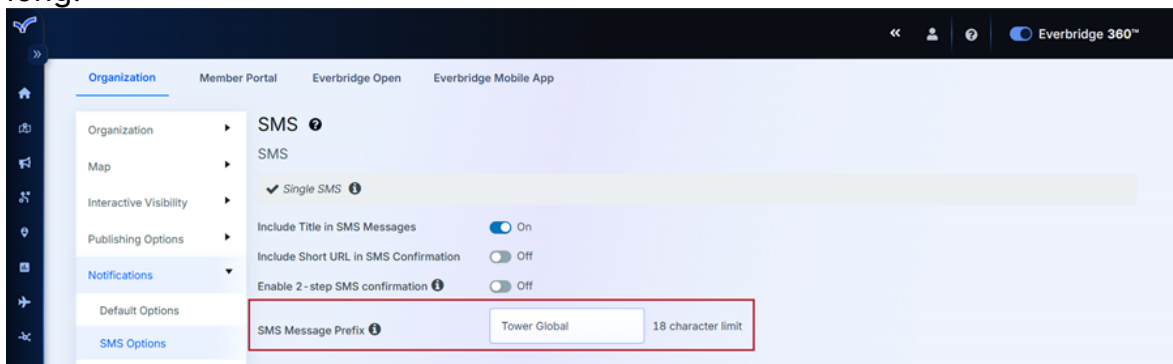 long.
Everbridge 360™
Organization Member Portal Everbridge Open Everbridge Mobile App
Organization
Map
Interactive Visibility
Publishing Options
Notifications
Default Options
SMS Options
SMS
SMS
Single SMS
Include Title in SMS Messages On
Include Short URL in SMS Confirmation Off
Enable 2-step SMS confirmation Off
SMS Message Prefix Tower Global 18 character limit